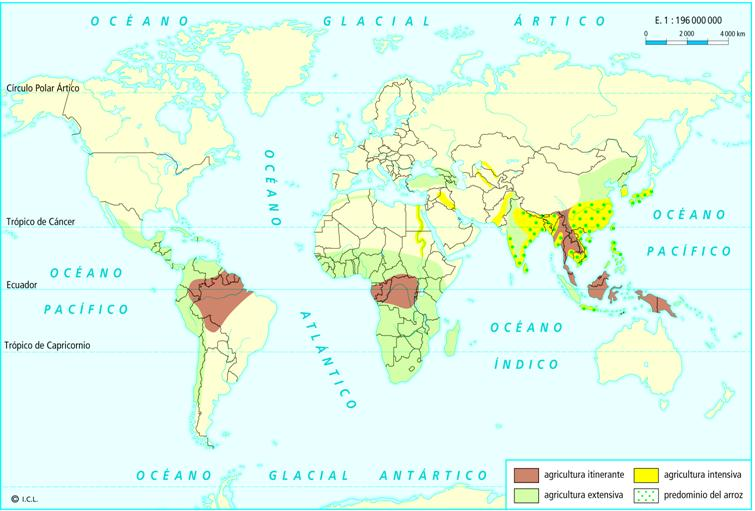 OCÉANO GLACIAL ÁRTICO
E. 1 : 196 000 000
0 2 000 4 000 km
Círculo Polar Ártico
OCÉANO
ATLÁNTICO
Trópico de Cáncer
OCÉANO
PACÍFICO
OCÉANO
PACÍFICO
Ecuador
OCÉANO
ÍNDICO
Trópico de Capricornio
OCÉANO GLACIAL ANTÁRTICO
agricultura itinerante
agricultura intensiva
agricultura extensiva
predominio del arroz
© I.C.L.